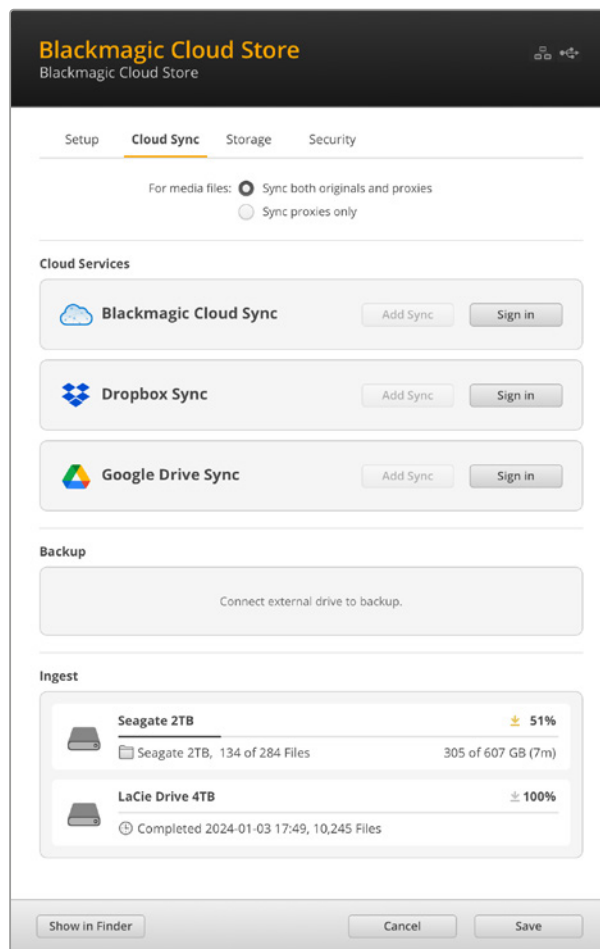 Blackmagic Cloud Store
Blackmagic Cloud Store
Setup Cloud Sync Storage Security
For media files: Sync both originals and proxies
Sync proxies only
Cloud Services
Blackmagic Cloud Sync Add Sync Sign in
Dropbox Sync Add Sync Sign in
Google Drive Sync Add Sync Sign in
Backup
Connect external drive to backup.
Ingest
Seagate 2TB 51%
Seagate 2TB, 134 of 284 Files 305 of 607 GB (7m)
LaCie Drive 4TB 100%
Completed 2024-01-03 17:49, 10,245 Files
Show in Finder Cancel Save